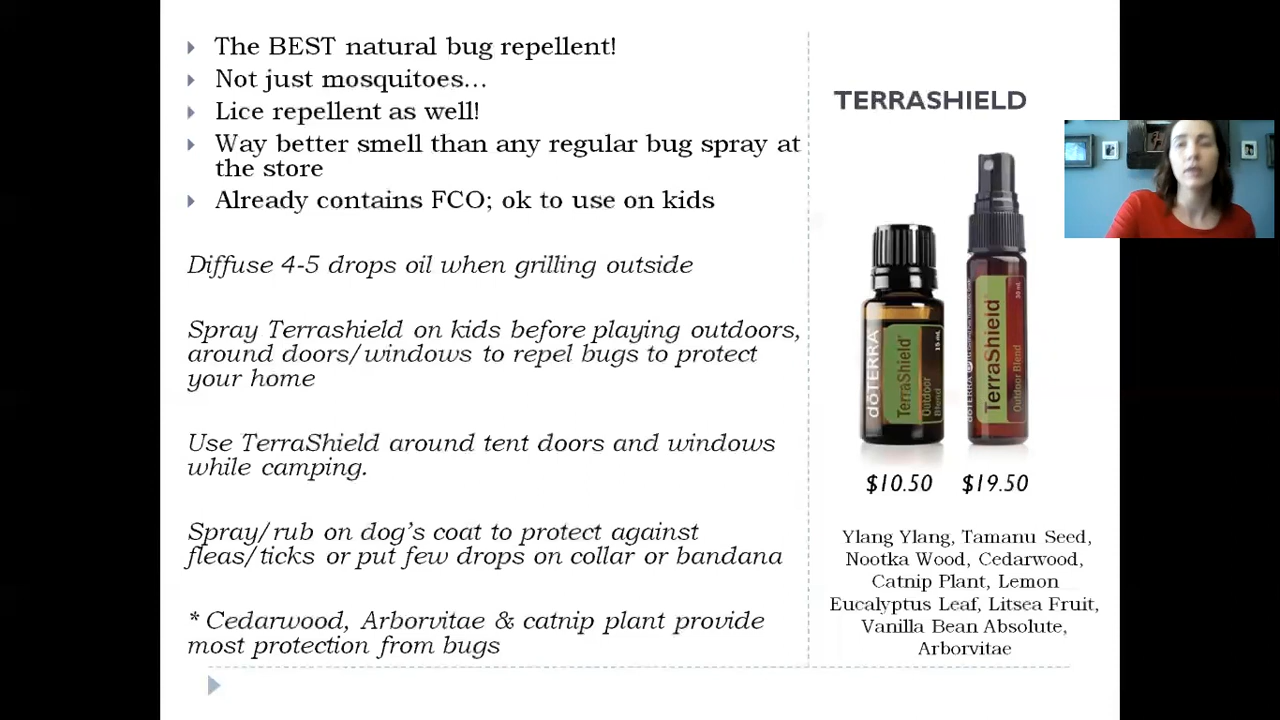 The BEST natural bug repellent!
Not just mosquitoes…
Lice repellent as well!
Way better smell than any regular bug spray at
the store
Already contains FCO; ok to use on kids
Diffuse 4-5 drops oil when grilling outside
Spray Terrashield on kids before playing outdoors,
around doors/windows to repel bugs to protect
your home
Use TerraShield around tent doors and windows
while camping.
Spray/rub on dog's coat to protect against
fleas/ticks or put few drops on collar or bandana
* Cedarwood, Arborvitae & catnip plant provide
most protection from bugs
TERRASHIELD
dōTERRA
TerraShield
Outdoor
Blend
15 mL
dōTERRA
TerraShield
Outdoor Blend
30 mL
$10.50 $19.50
Ylang Ylang, Tamanu Seed,
Nootka Wood, Cedarwood,
Catnip Plant, Lemon
Eucalyptus Leaf, Litsea Fruit,
Vanilla Bean Absolute,
Arborvitae